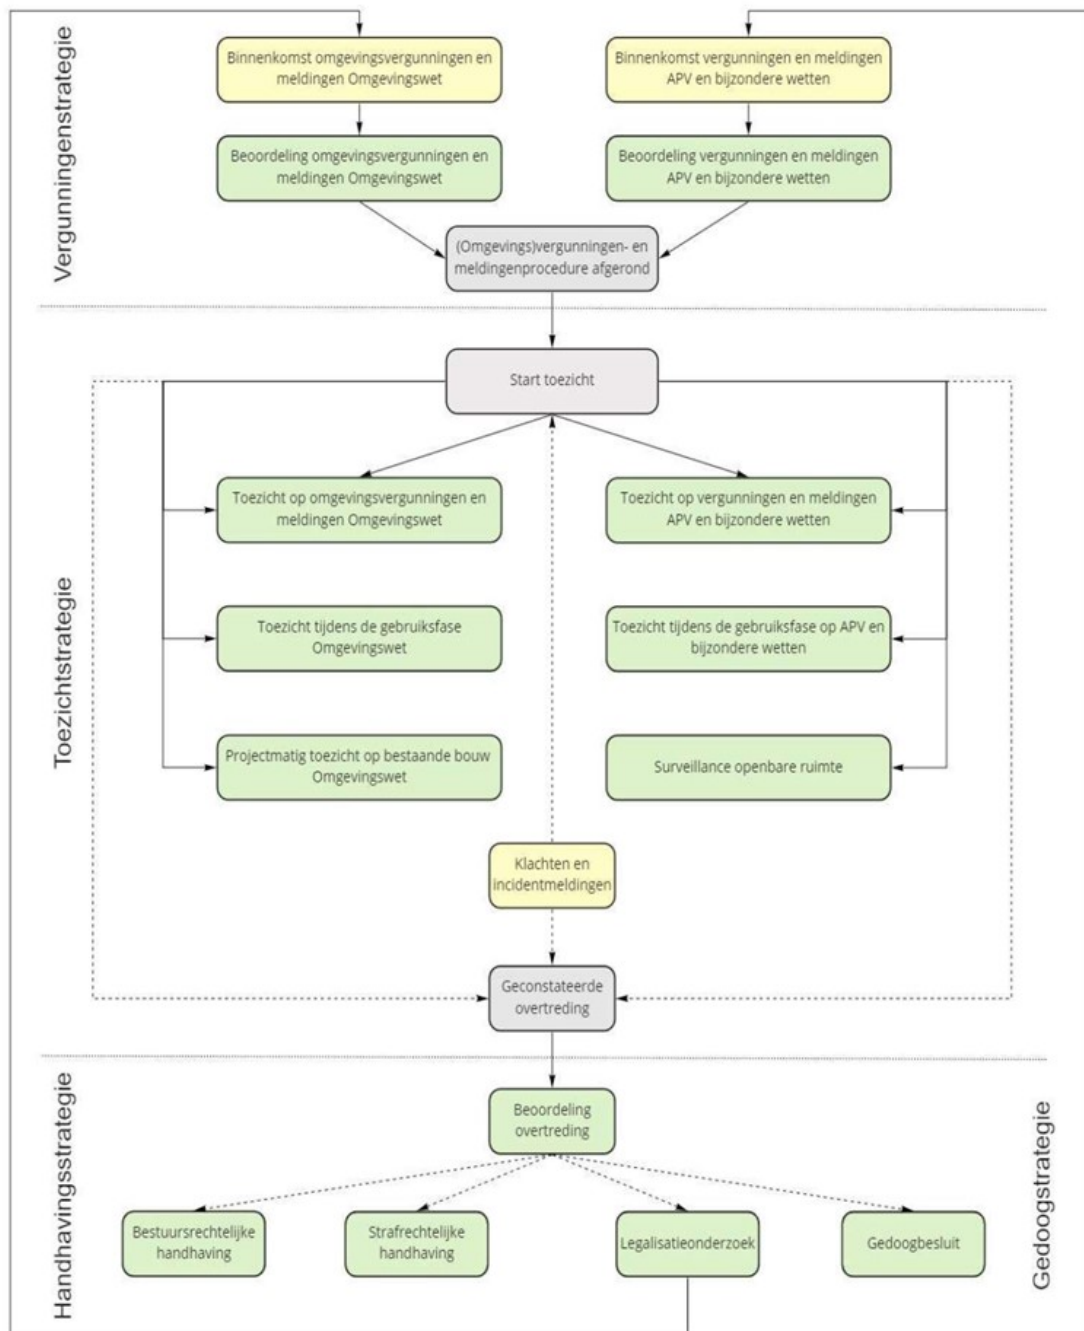 Vergunningenstrategie
Binnenkomst omgevingsvergunningen en
meldingen Omgevingswet
Binnenkomst vergunningen en meldingen
APV en bijzondere wetten
Beoordeling omgevingsvergunningen en
meldingen Omgevingswet
Beoordeling vergunningen en meldingen
APV en bijzondere wetten
(Omgevings)vergunningen- en
meldingenprocedure afgerond
Toezichtstrategie
Start toezicht
Toezicht op omgevingsvergunningen en
meldingen Omgevingswet
Toezicht op vergunningen en meldingen
APV en bijzondere wetten
Toezicht tijdens de gebruiksfase
Omgevingswet
Toezicht tijdens de gebruiksfase op APV en
bijzondere wetten
Projectmatig toezicht op bestaande bouw
Omgevingswet
Surveillance openbare ruimte
Klachten en
incidentmeldingen
Geconstateerde
overtreding
Handhavingsstrategie
Beoordeling
overtreding
Bestuursrechtelijke
handhaving
Strafrechtelijke
handhaving
Legalisatieonderzoek
Gedoogbesluit
Gedoogstrategie